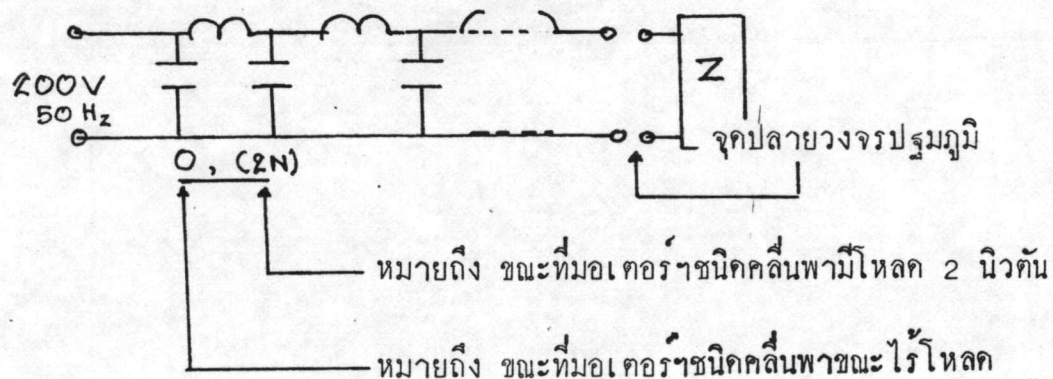 200V
50 Hz
Z
จุดปลายวงจรปฐมภูมิ
0, (2N)
หมายถึง ขณะที่มอเตอร์ฯชนิดคลื่นพามีโหลด 2 นิวตัน
หมายถึง ขณะที่มอเตอร์ฯชนิดคลื่นพาขณะไร้โหลด